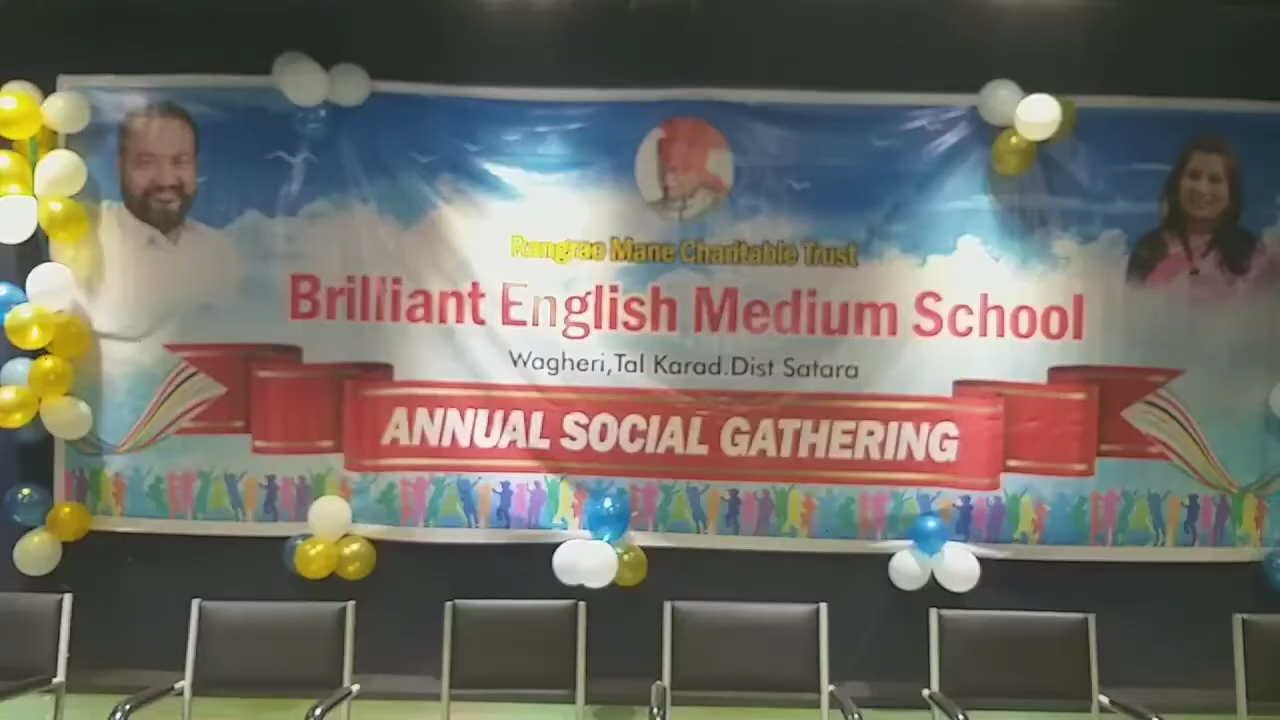 Rangrao Mane Charitable Trust
Brilliant English Medium School
Wagheri,Tal Karad.Dist Satara
ANNUAL SOCIAL GATHERING